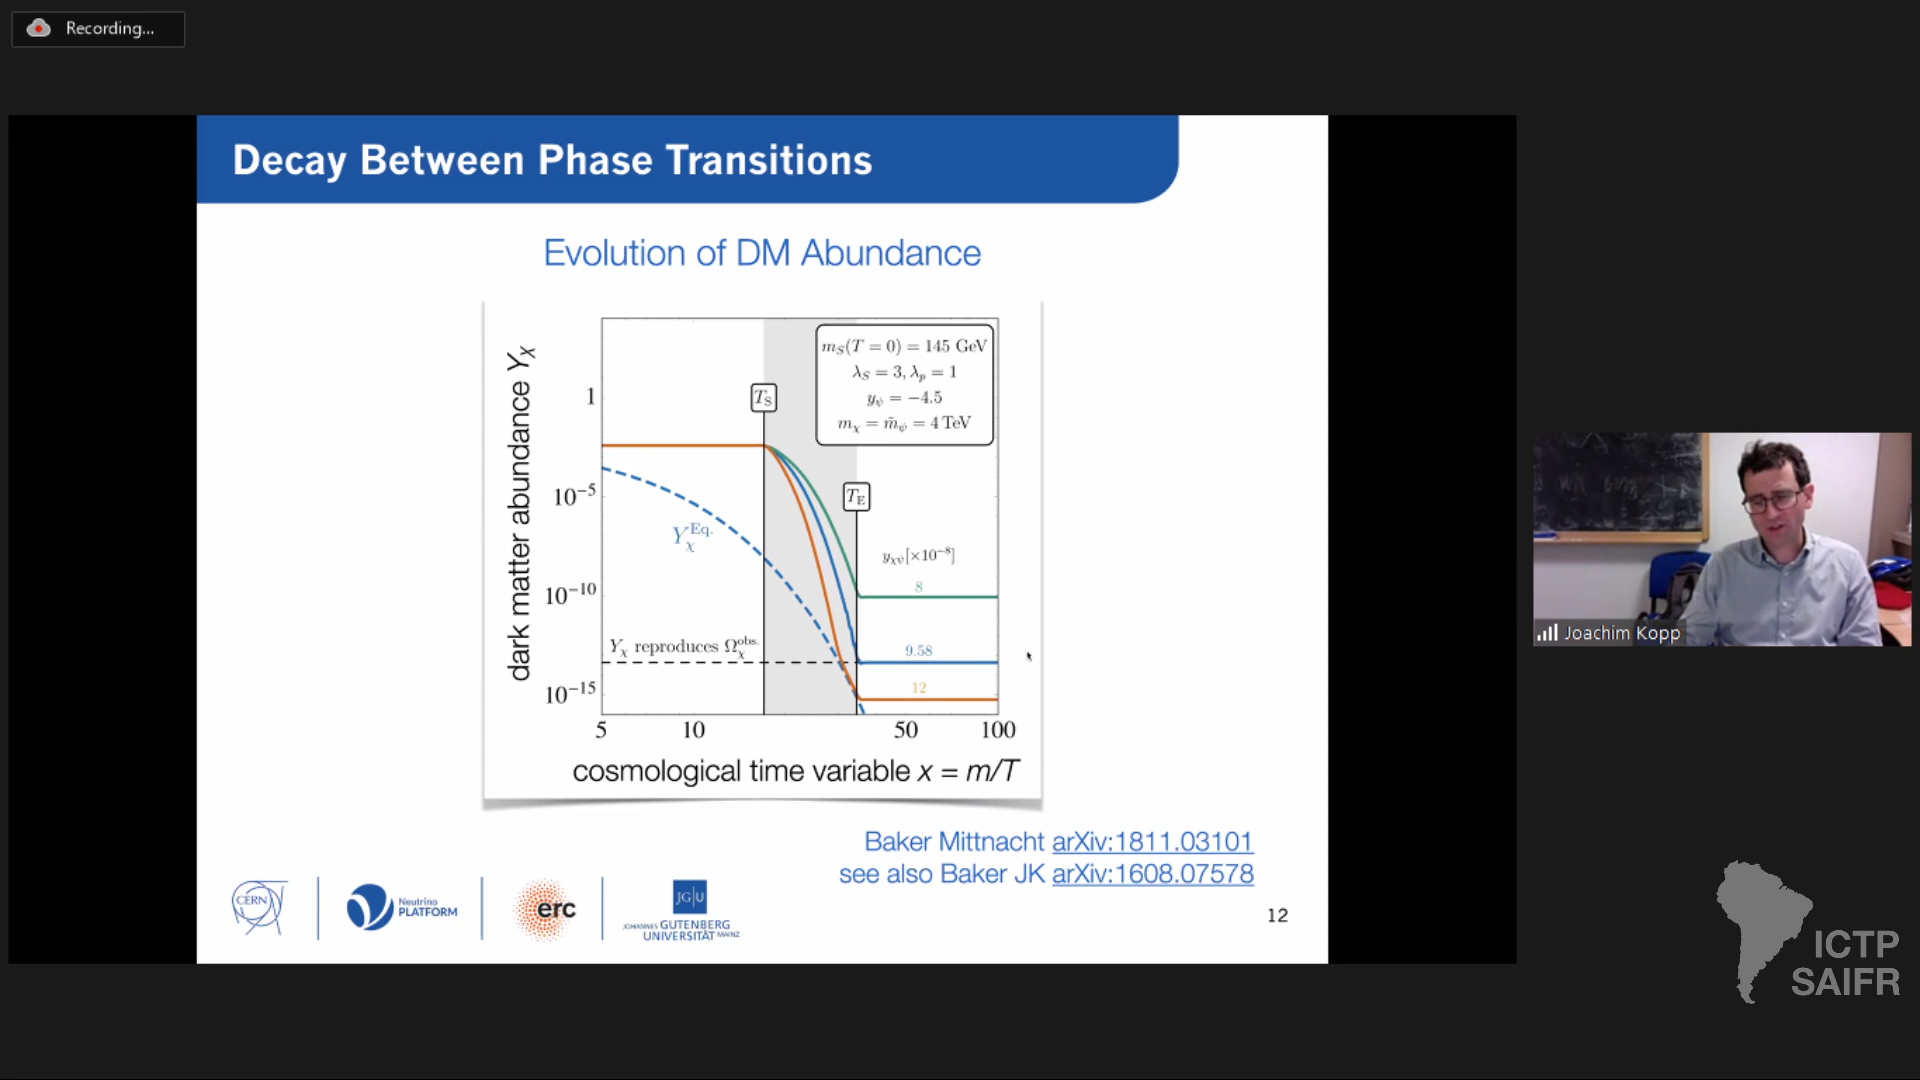 Recording...
Decay Between Phase Transitions
Evolution of DM Abundance
dark matter abundance Yχ
1
10⁻⁵
10⁻¹⁰
10⁻¹⁵
T_S
m_S(T = 0) = 145 GeV
λ_S = 3, λ_p = 1
y_ψ = −4.5
m_χ = m̃_ψ = 4 TeV
T_E
Y_χ^Eq.
y_χψ[×10⁻⁸]
8
Y_χ reproduces Ω_χ^obs.
9.58
12
5
10
50
100
cosmological time variable x = m/T
Baker Mittnacht arXiv:1811.03101
see also Baker JK arXiv:1608.07578
CERN
Neutrino
PLATFORM
erc
JG|U
JOHANNES GUTENBERG
UNIVERSITÄT MAINZ
12
Joachim Kopp
ICTP
SAIFR